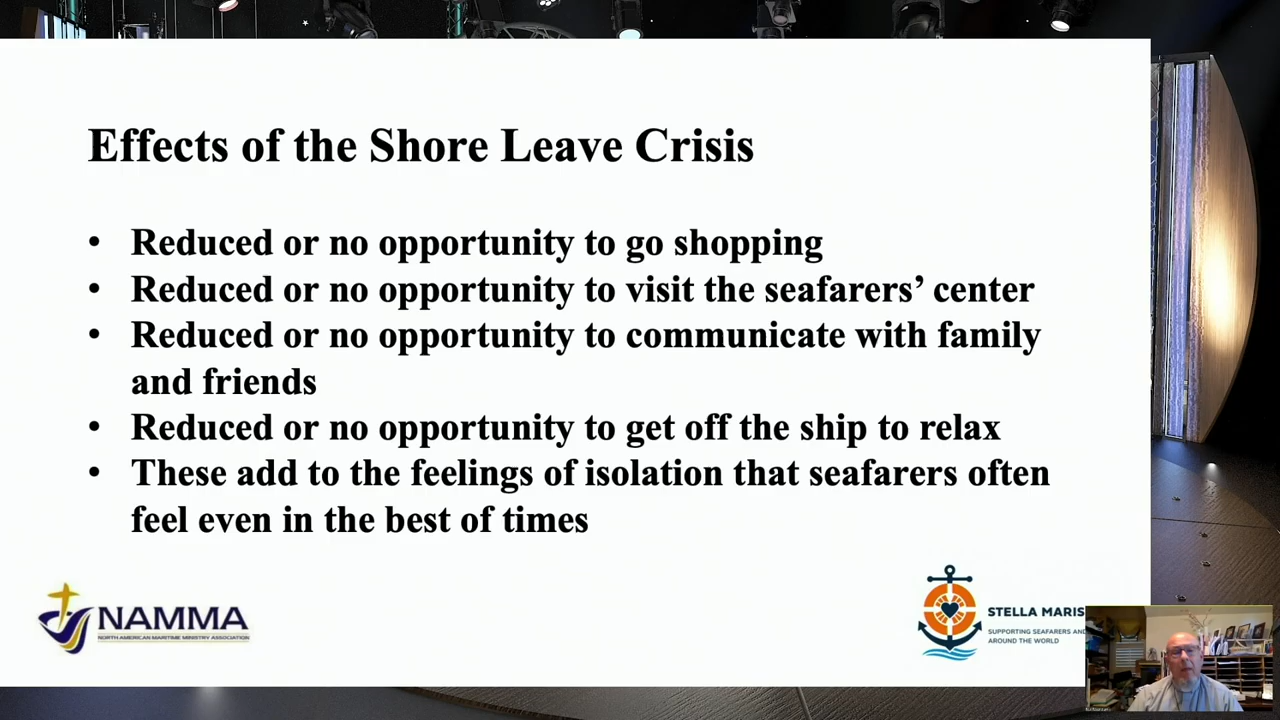 Effects of the Shore Leave Crisis
• Reduced or no opportunity to go shopping
• Reduced or no opportunity to visit the seafarers’ center
• Reduced or no opportunity to communicate with family
and friends
• Reduced or no opportunity to get off the ship to relax
• These add to the feelings of isolation that seafarers often
feel even in the best of times
NAMMA
NORTH AMERICAN MARITIME MINISTRY ASSOCIATION
STELLA MARIS
SUPPORTING SEAFARERS AND
AROUND THE WORLD